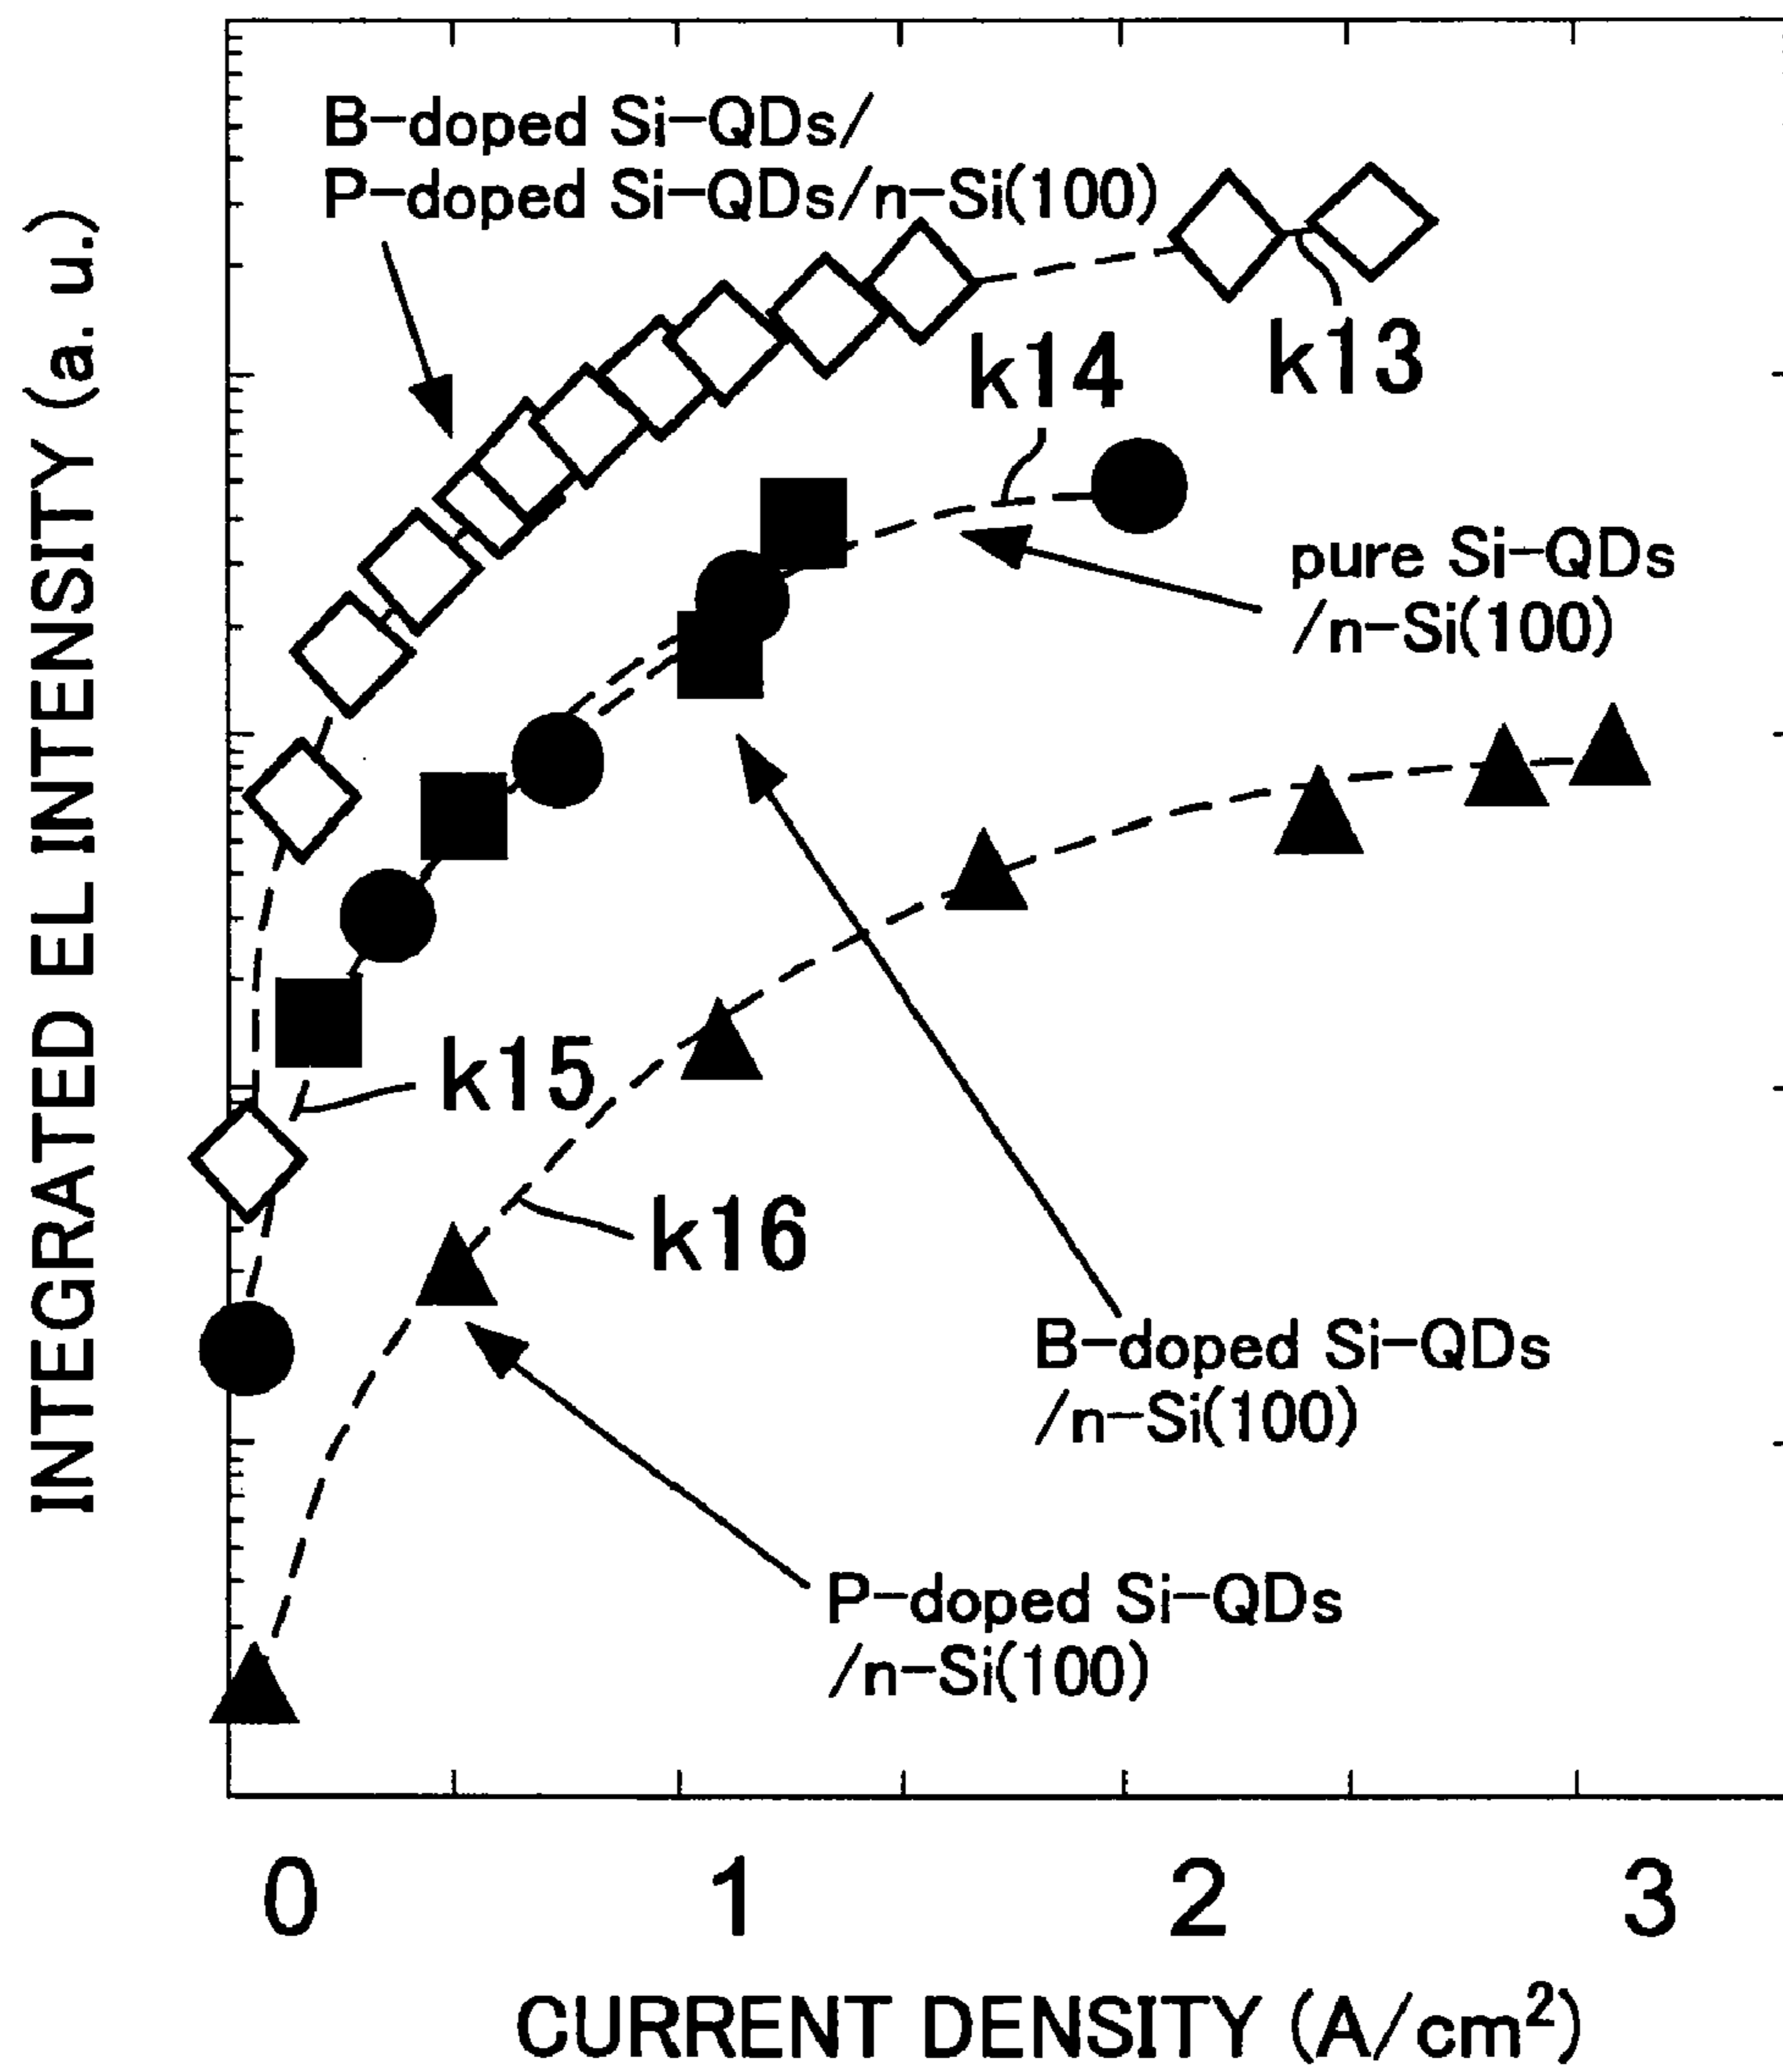 INTEGRATED EL INTENSITY (a. u.)
B-doped Si-QDs/
P-doped Si-QDs/n-Si(100)
k14
k13
pure Si-QDs
/n-Si(100)
k15
k16
B-doped Si-QDs
/n-Si(100)
P-doped Si-QDs
/n-Si(100)
0 1 2 3
CURRENT DENSITY (A/cm²)